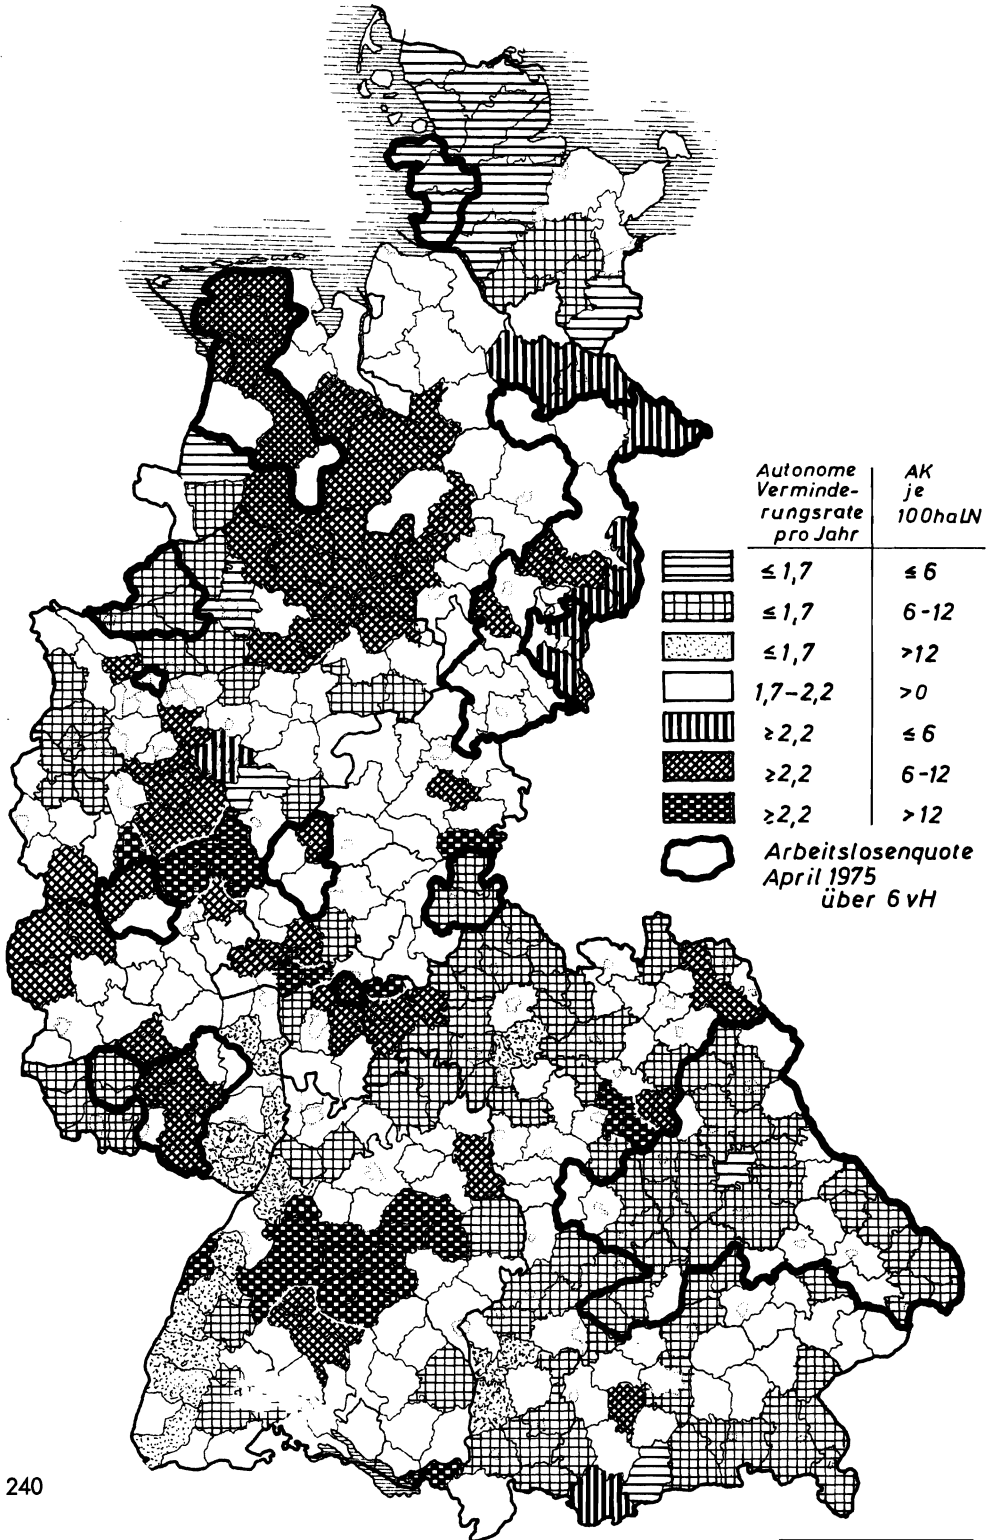 Autonome
Verminde-
rungsrate
pro Jahr
AK
je
100haLN
≤ 1,7 ≤ 6
≤ 1,7 6-12
≤ 1,7 >12
1,7-2,2 >0
≥ 2,2 ≤ 6
≥ 2,2 6-12
≥ 2,2 >12
Arbeitslosenquote
April 1975
über 6 vH
240